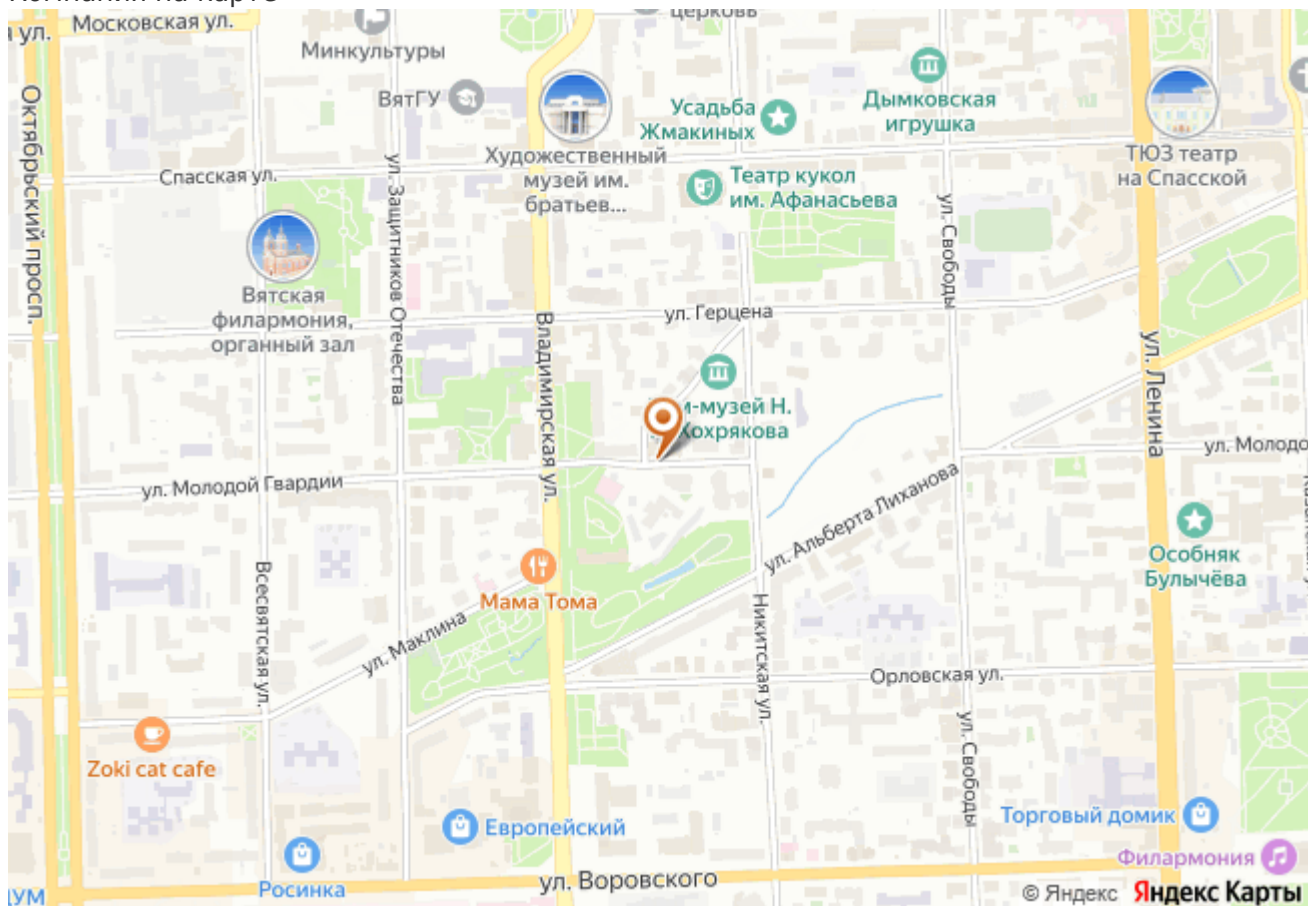 Московская ул.
церковь
Минкультуры
ВятГУ
Усадьба
Жмакиных
Дымковская
игрушка
Октябрьский просп.
Художественный
музей им.
братьев...
ТЮЗ театр
на Спасской
Спасская ул.
ул. Защитников Отечества
Театр кукол
им. Афанасьева
ул. Свободы
Вятская
филармония,
органный зал
Владимирская ул.
ул. Герцена
ул. Ленина
м-музей Н.
Хохрякова
ул. Молодой Гвардии
ул. Молодо
ул. Альберта Лиханова
Особняк
Булычёва
Всесвятская ул.
Мама Тома
ул. Маклина
Никитская ул.
Орловская ул.
ул. Свободы
Zoki cat cafe
Европейский
Торговый домик
Филармония
Росинка
ул. Воровского
УМ
© Яндекс Яндекс Карты